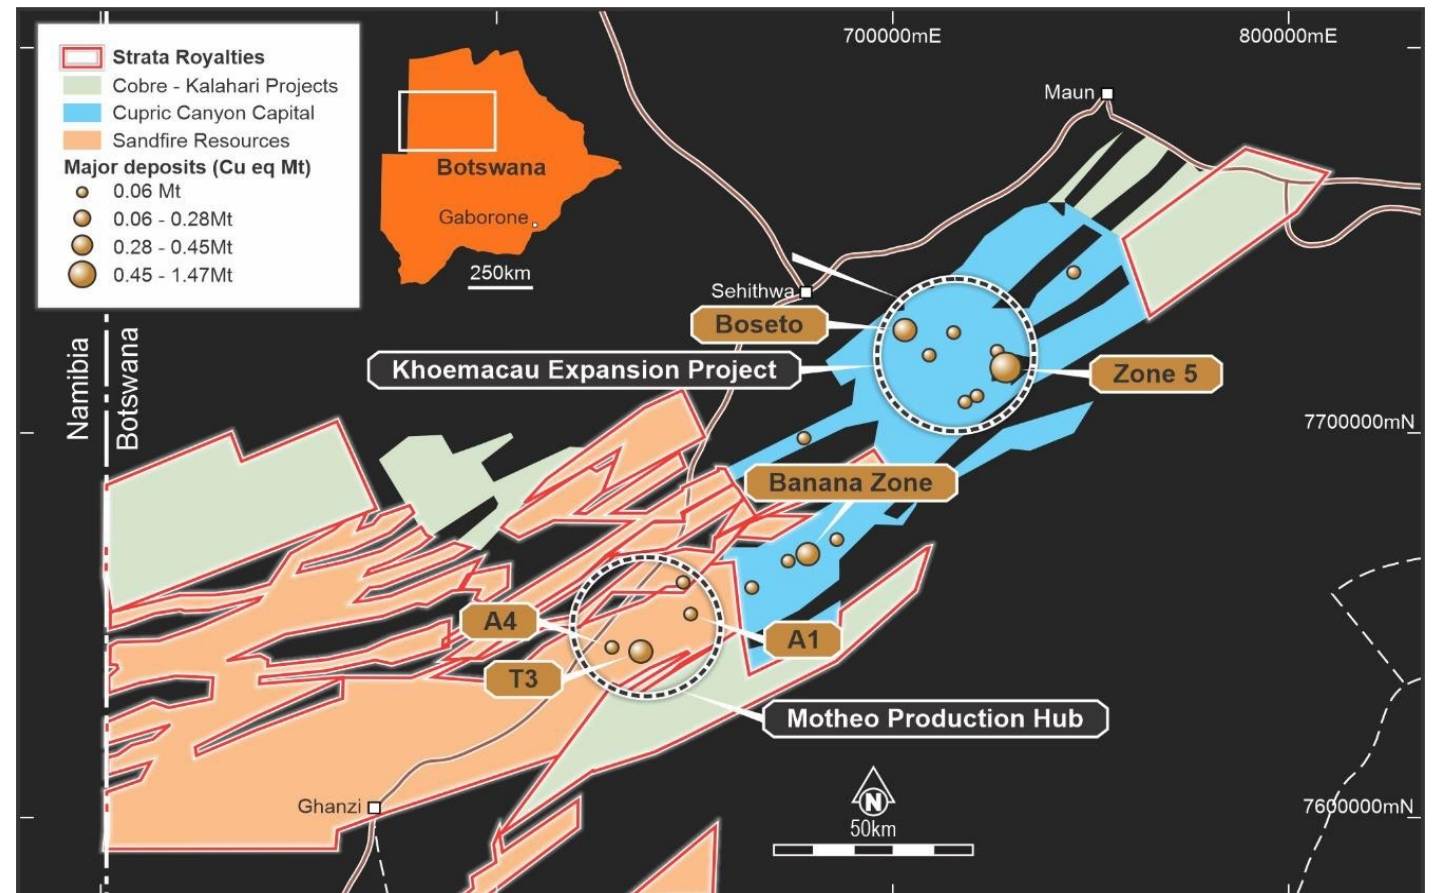 Strata Royalties
Cobre - Kalahari Projects
Cupric Canyon Capital
Sandfire Resources
Major deposits (Cu eq Mt)
0.06 Mt
0.06 - 0.28Mt
0.28 - 0.45Mt
0.45 - 1.47Mt
Botswana
Gaborone
250km
700000mE
800000mE
Maun
Sehithwa
Boseto
Khoemacau Expansion Project
Zone 5
Namibia
Botswana
7700000mN
Banana Zone
A4
A1
T3
Motheo Production Hub
Ghanzi
N
50km
7600000mN